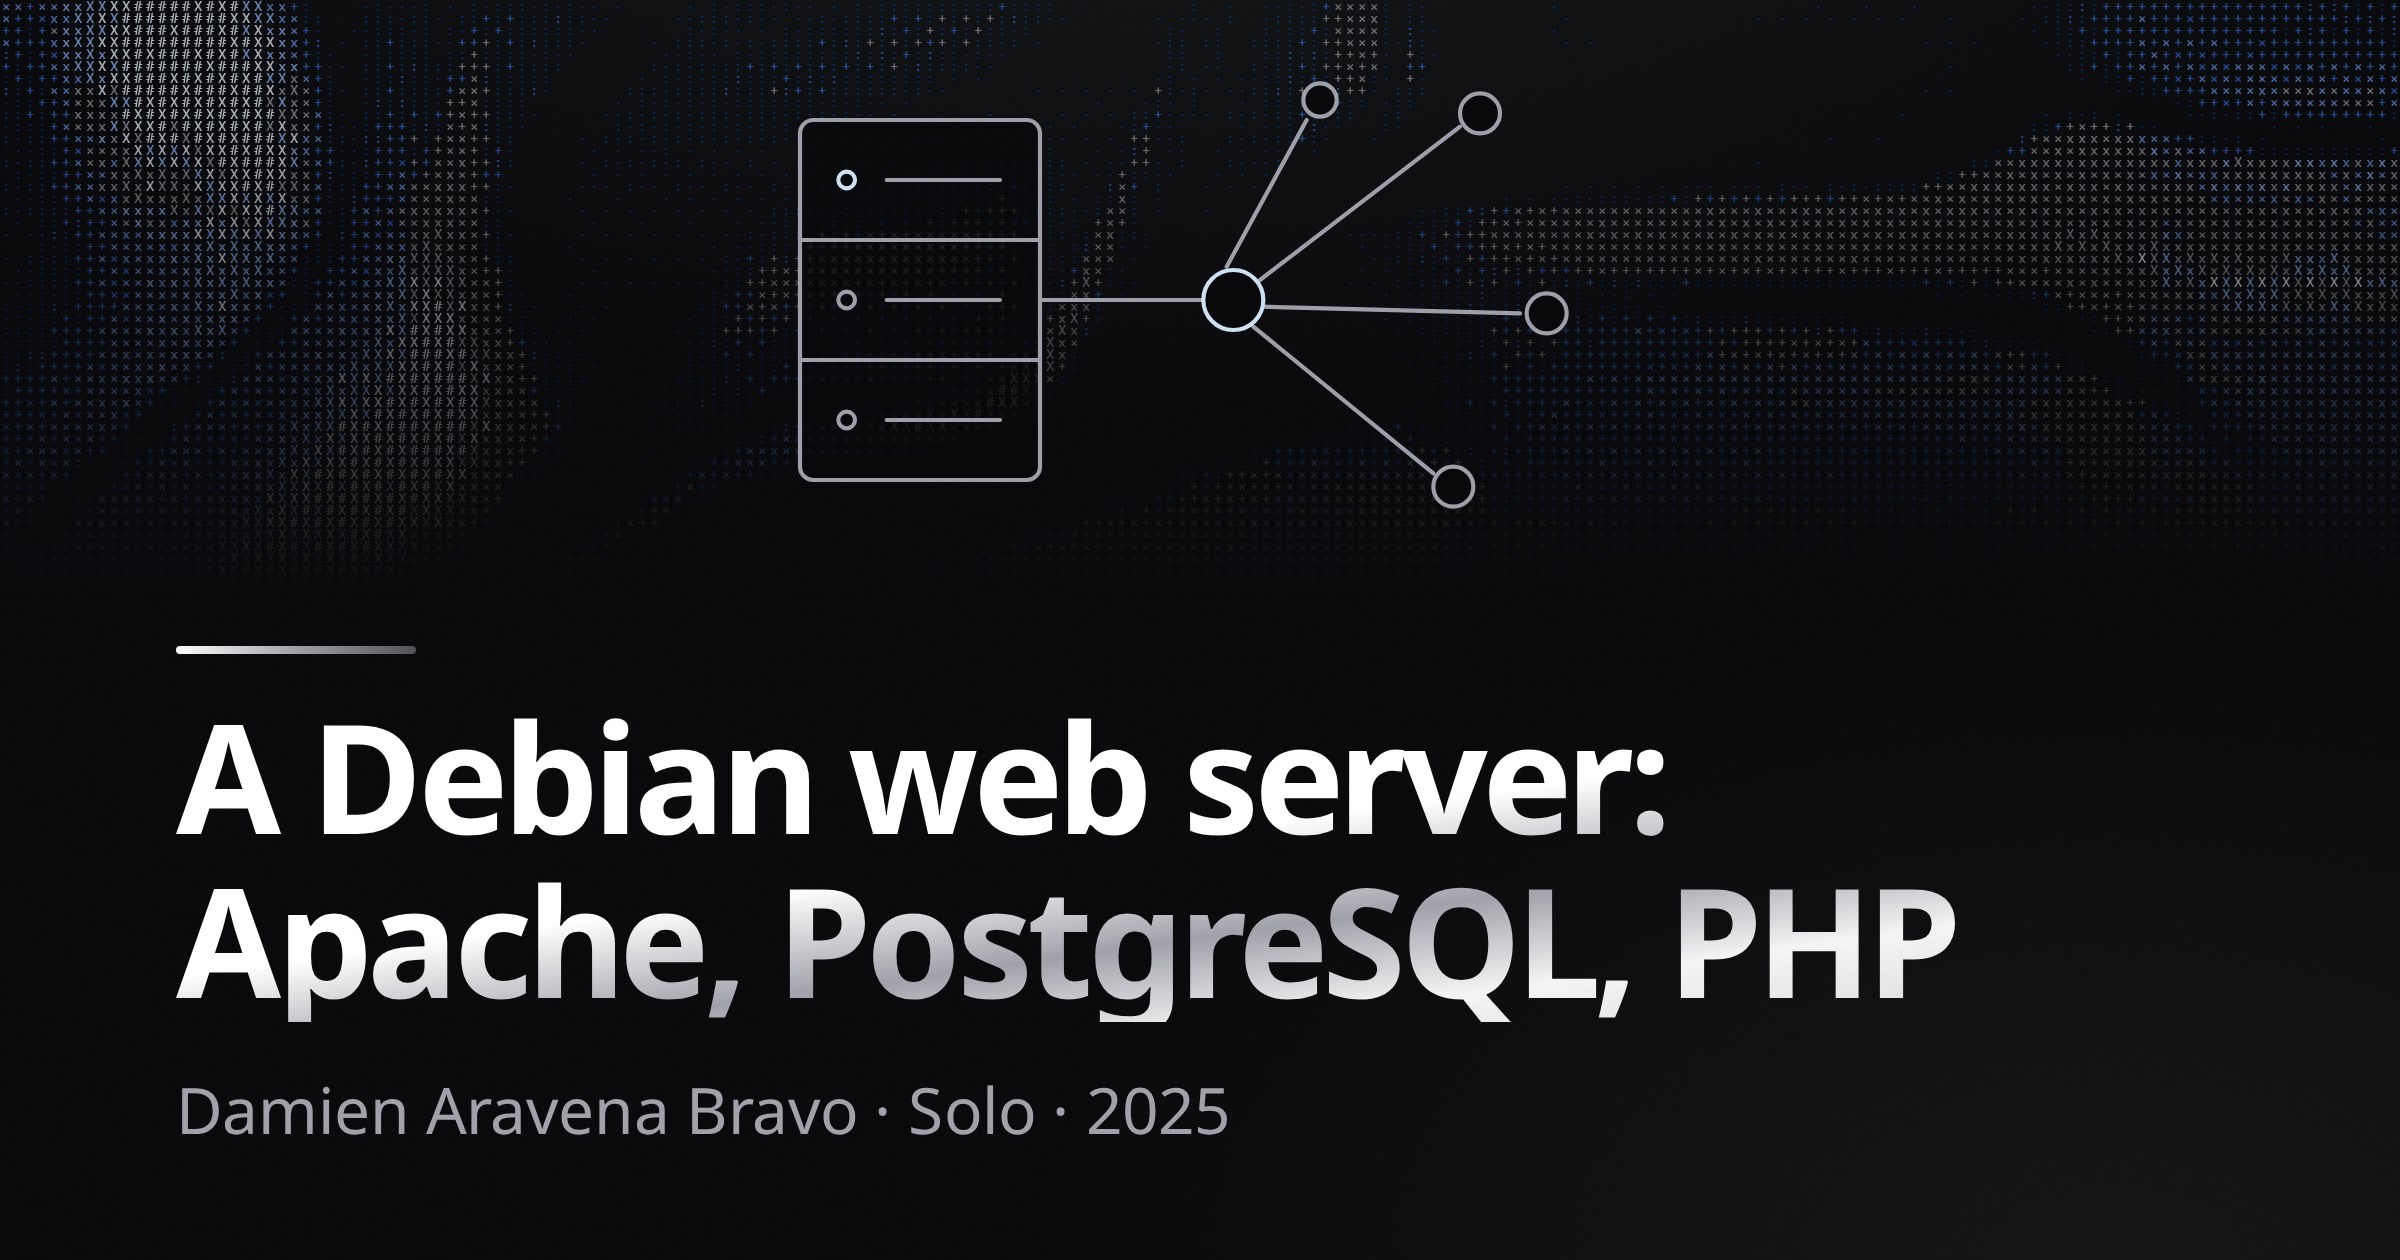 A Debian web server:
Apache, PostgreSQL, PHP
Damien Aravena Bravo · Solo · 2025